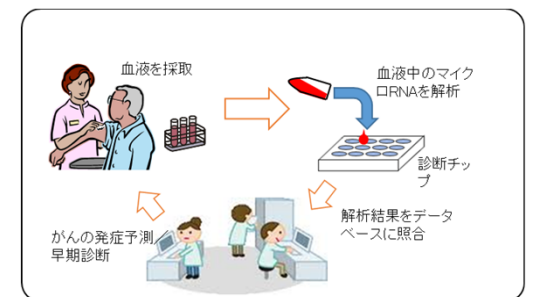 血液を採取
血液中のマイク
ロRNAを解析
診断チッ
プ
解析結果をデータ
ベースに照合
がんの発症予測／
早期診断